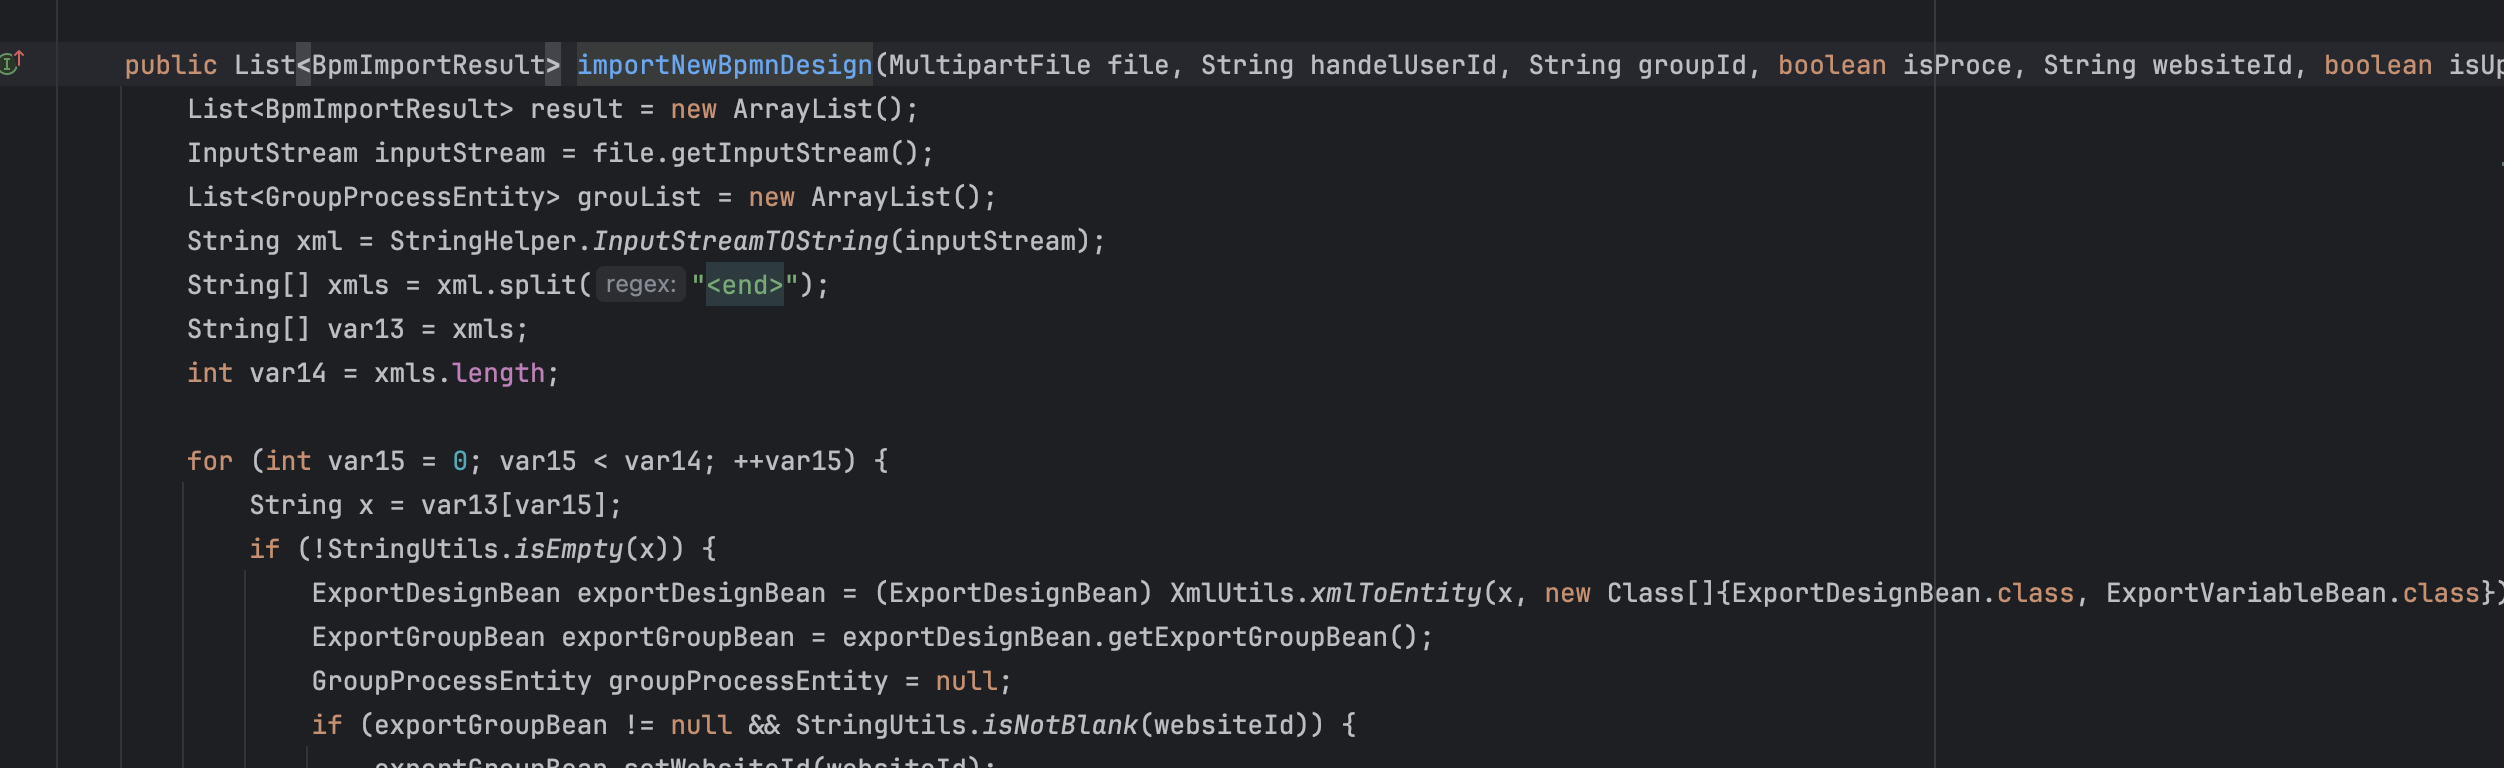 public List<BpmImportResult> importNewBpmnDesign(MultipartFile file, String handelUserId, String groupId, boolean isProce, String websiteId, boolean isUp
List<BpmImportResult> result = new ArrayList();
InputStream inputStream = file.getInputStream();
List<GroupProcessEntity> grouList = new ArrayList();
String xml = StringHelper.InputStreamTOString(inputStream);
String[] xmls = xml.split( regex: "<end>");
String[] var13 = xmls;
int var14 = xmls.length;
for (int var15 = 0; var15 < var14; ++var15) {
String x = var13[var15];
if (!StringUtils.isEmpty(x)) {
ExportDesignBean exportDesignBean = (ExportDesignBean) XmlUtils.xmlToEntity(x, new Class[]{ExportDesignBean.class, ExportVariableBean.class})
ExportGroupBean exportGroupBean = exportDesignBean.getExportGroupBean();
GroupProcessEntity groupProcessEntity = null;
if (exportGroupBean != null && StringUtils.isNotBlank(websiteId)) {
exportGroupBean.setWebsiteId(websiteId);